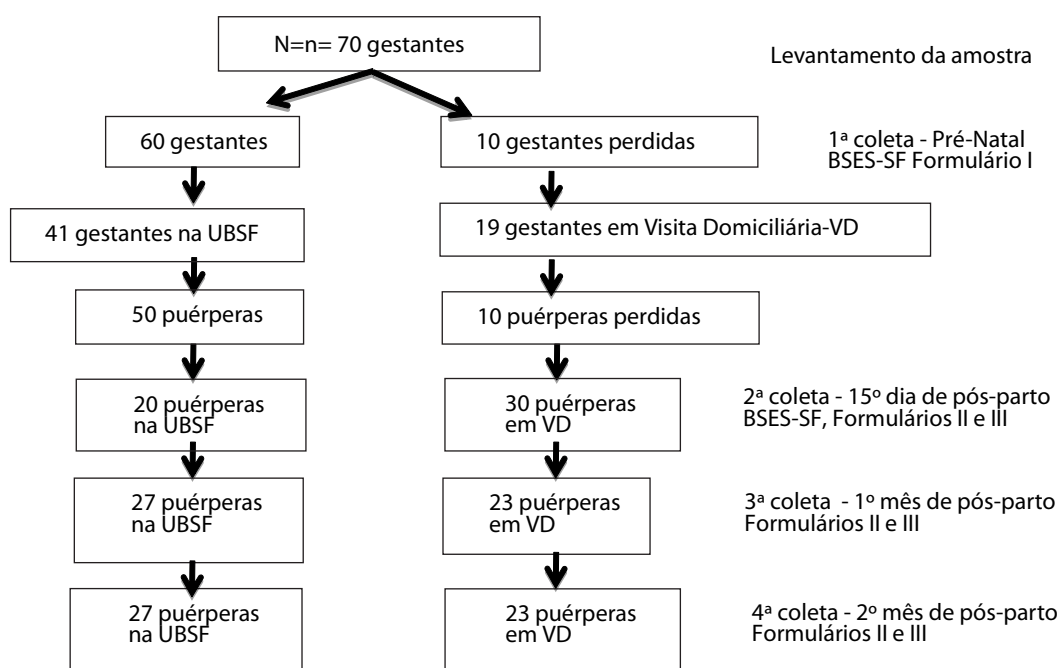 N=n= 70 gestantes
Levantamento da amostra
60 gestantes
10 gestantes perdidas
1ª coleta - Pré-Natal
BSES-SF Formulário I
41 gestantes na UBSF
19 gestantes em Visita Domiciliária-VD
50 puérperas
10 puérperas perdidas
20 puérperas
na UBSF
30 puérperas
em VD
2ª coleta - 15º dia de pós-parto
BSES-SF, Formulários II e III
27 puérperas
na UBSF
23 puérperas
em VD
3ª coleta - 1º mês de pós-parto
Formulários II e III
27 puérperas
na UBSF
23 puérperas
em VD
4ª coleta - 2º mês de pós-parto
Formulários II e III